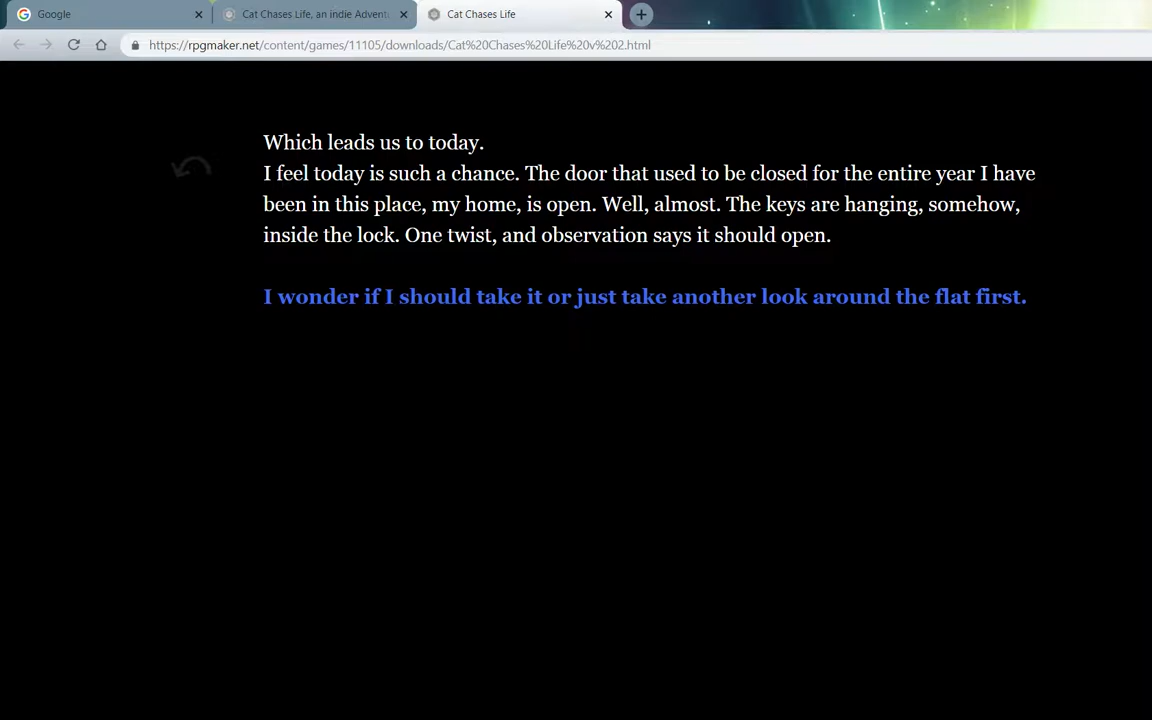 Google
Cat Chases Life, an indie Advent
Cat Chases Life
https://rpgmaker.net/content/games/11105/downloads/Cat%20Chases%20Life%20v%202.html
Which leads us to today.
I feel today is such a chance. The door that used to be closed for the entire year I have
been in this place, my home, is open. Well, almost. The keys are hanging, somehow,
inside the lock. One twist, and observation says it should open.
I wonder if I should take it or just take another look around the flat first.